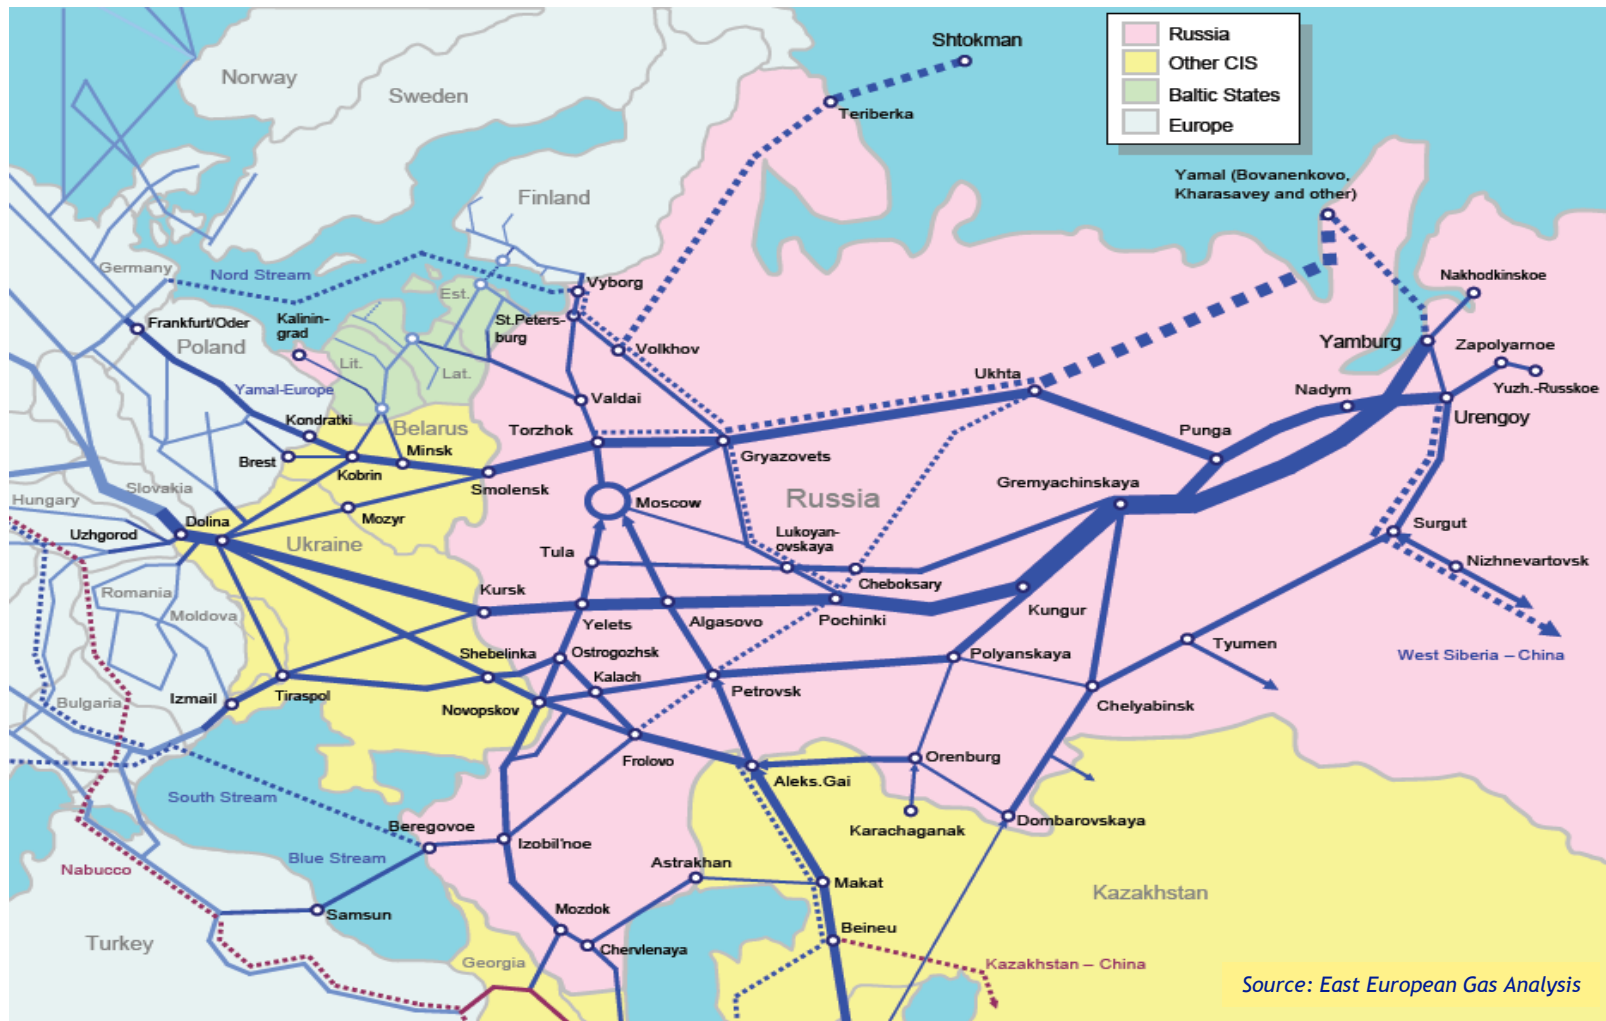 Shtokman
Russia
Other CIS
Baltic States
Europe
Norway
Sweden
Teriberka
Yamal (Bovanenkovo,
Kharasavey and other)
Finland
Germany
Nord Stream
Nakhodkinskoe
Vyborg
Est.
Frankfurt/Oder
Kalinin-
grad
St.Peters-
burg
Poland
Volkhov
Yamburg
Zapolyarnoe
Lit.
Lat.
Ukhta
Yuzh.-Russkoe
Yamal-Europe
Nadym
Valdai
Urengoy
Kondratki
Belarus
Torzhok
Punga
Brest
Minsk
Gryazovets
Kobrin
Smolensk
Gremyachinskaya
Slovakia
Russia
Hungary
Moscow
Mozyr
Dolina
Surgut
Uzhgorod
Ukraine
Lukoyan-
ovskaya
Tula
Nizhnevartovsk
Cheboksary
Romania
Kursk
Kungur
Moldova
Yelets
Algasovo
Pochinki
Tyumen
Shebelinka
Ostrogozhsk
Polyanskaya
West Siberia – China
Kalach
Petrovsk
Izmail
Tiraspol
Bulgaria
Novopskov
Chelyabinsk
Frolovo
Orenburg
Aleks.Gai
South Stream
Dombarovskaya
Beregovoe
Karachaganak
Izobil'noe
Blue Stream
Astrakhan
Nabucco
Makat
Kazakhstan
Samsun
Mozdok
Beineu
Turkey
Chervlenaya
Georgia
Kazakhstan – China
Source: East European Gas Analysis